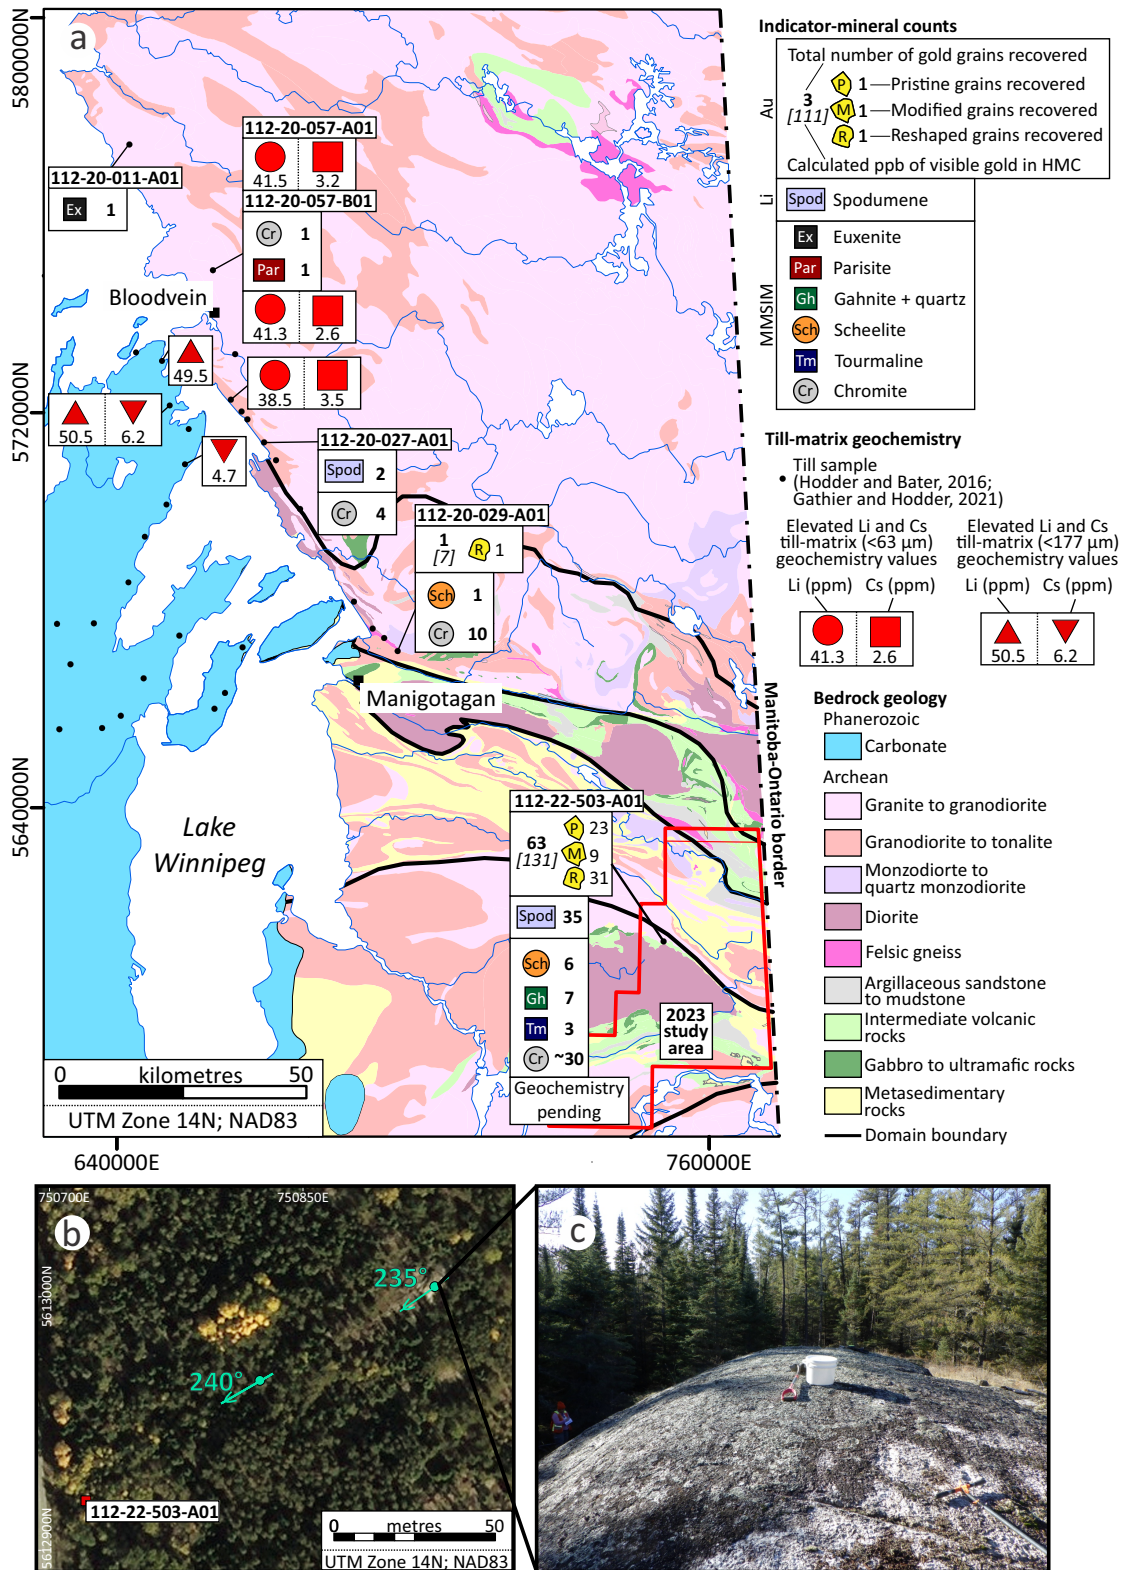 a
5800000N
5720000N
5640000N
640000E
760000E
112-20-011-A01
Ex 1
112-20-057-A01
41.5 3.2
112-20-057-B01
Cr 1
Par 1
41.3 2.6
Bloodvein
49.5
50.5 6.2
38.5 3.5
4.7
112-20-027-A01
Spod 2
Cr 4
112-20-029-A01
1
[7]
R 1
Sch 1
Cr 10
Manigotagan
Lake
Winnipeg
112-22-503-A01
63
[131]
P 23
M 9
R 31
Spod 35
Sch 6
Gh 7
Tm 3
Cr ~30
Geochemistry
pending
2023
study
area
Manitoba-Ontario border
0 kilometres 50
UTM Zone 14N; NAD83
Indicator-mineral counts
Au
Total number of gold grains recovered
3
[111]
P 1 Pristine grains recovered
M 1 Modified grains recovered
R 1 Reshaped grains recovered
Calculated ppb of visible gold in HMC
Li
Spod Spodumene
MMSIM
Ex Euxenite
Par Parisite
Gh Gahnite + quartz
Sch Scheelite
Tm Tourmaline
Cr Chromite
Till-matrix geochemistry
Till sample
(Hodder and Bater, 2016;
Gathier and Hodder, 2021)
Elevated Li and Cs
till-matrix (<63 µm)
geochemistry values
Li (ppm) Cs (ppm)
41.3 2.6
Elevated Li and Cs
till-matrix (<177 µm)
geochemistry values
Li (ppm) Cs (ppm)
50.5 6.2
Bedrock geology
Phanerozoic
Carbonate
Archean
Granite to granodiorite
Granodiorite to tonalite
Monzodiorte to
quartz monzodiorite
Diorite
Felsic gneiss
Argillaceous sandstone
to mudstone
Intermediate volcanic
rocks
Gabbro to ultramafic rocks
Metasedimentary
rocks
Domain boundary
b
750700E
750850E
5613000N
5612900N
235°
240°
112-22-503-A01
0 metres 50
UTM Zone 14N; NAD83
c